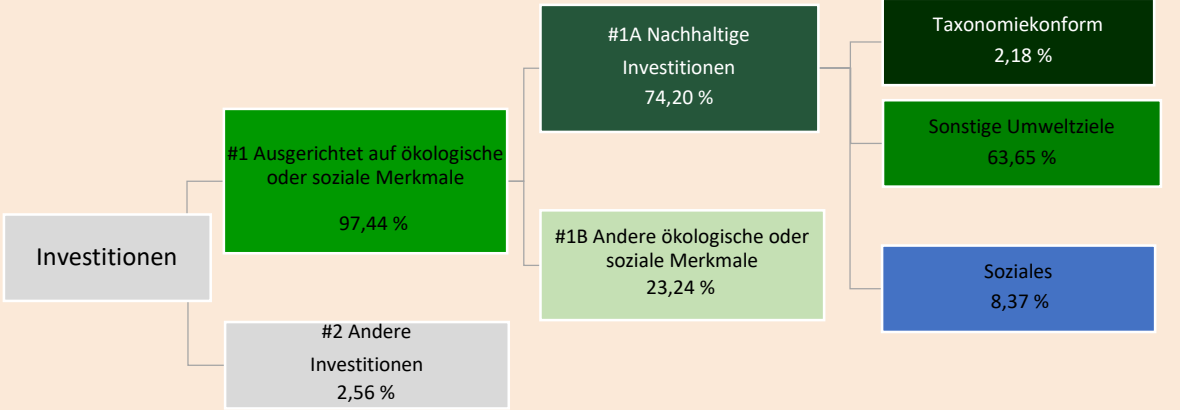 Investitionen
#1 Ausgerichtet auf ökologische
oder soziale Merkmale
97,44 %
#2 Andere
Investitionen
2,56 %
#1A Nachhaltige
Investitionen
74,20 %
#1B Andere ökologische oder
soziale Merkmale
23,24 %
Taxonomiekonform
2,18 %
Sonstige Umweltziele
63,65 %
Soziales
8,37 %